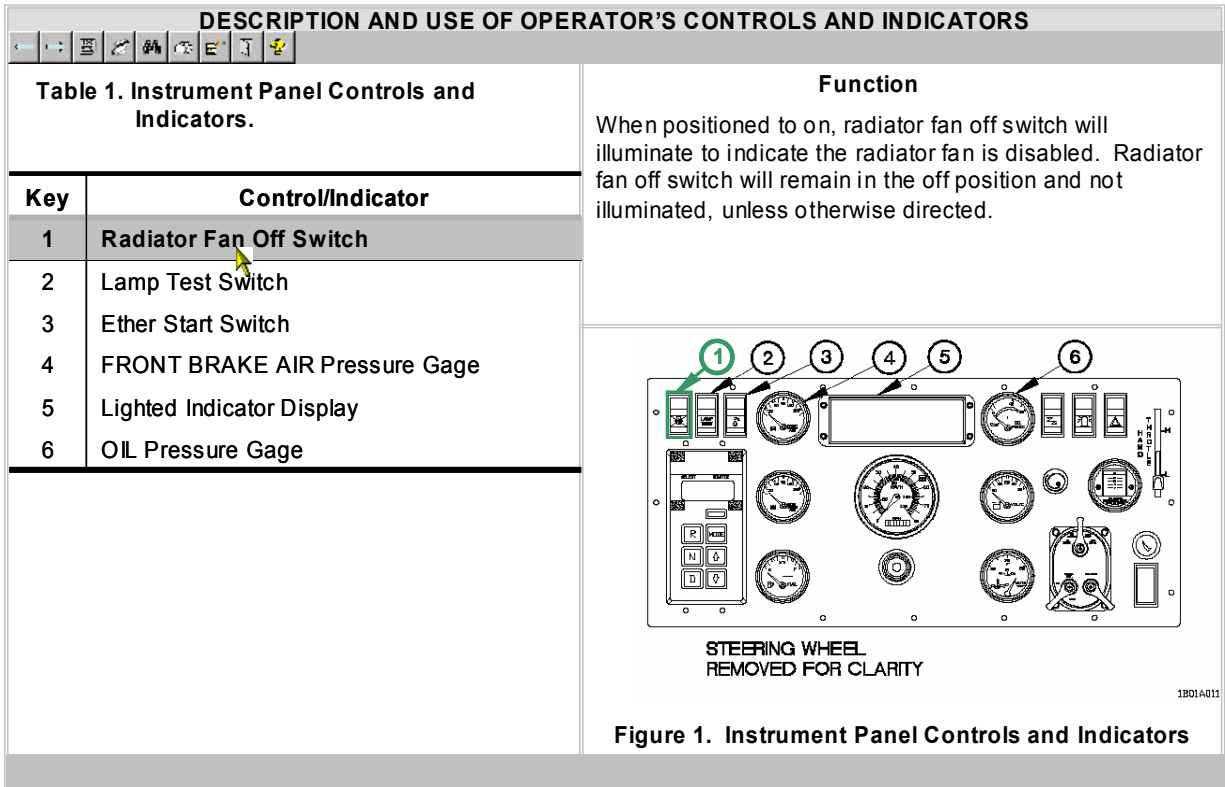 DESCRIPTION AND USE OF OPERATOR'S CONTROLS AND INDICATORS
Table 1. Instrument Panel Controls and
Indicators.
Key Control/Indicator
1 Radiator Fan Off Switch
2 Lamp Test Switch
3 Ether Start Switch
4 FRONT BRAKE AIR Pressure Gage
5 Lighted Indicator Display
6 OIL Pressure Gage
Function
When positioned to on, radiator fan off switch will
illuminate to indicate the radiator fan is disabled. Radiator
fan off switch will remain in the off position and not
illuminated, unless otherwise directed.
1 2 3 4 5 6
HAND THROTTLE
SELECT MONITOR
R MODE
N
D
STEERING WHEEL
REMOVED FOR CLARITY
1B01A011
Figure 1. Instrument Panel Controls and Indicators